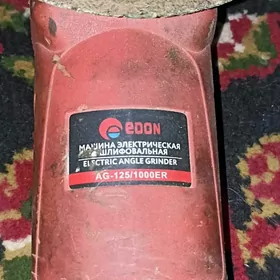 EDON
МАШИНА ЭЛЕКТРИЧЕСКАЯ
ШЛИФОВАЛЬНАЯ
ELECTRIC ANGLE GRINDER
AG-125/1000ER